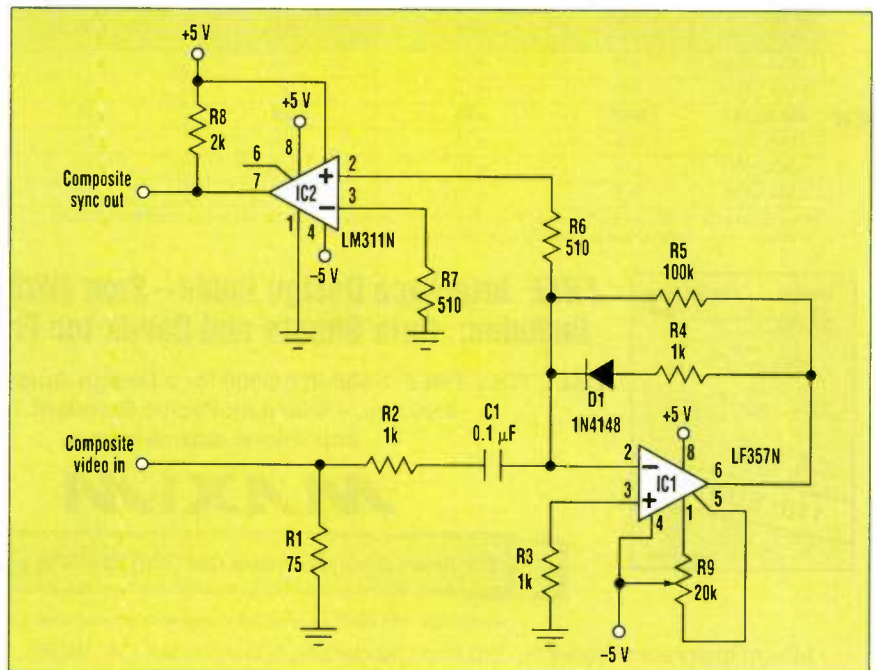 +5 V
R8
2k
+5 V
8
6
7
2
+
IC2
3
–
1
4
LM311N
–5 V
Composite
sync out
R6
510
R7
510
R5
100k
R4
1k
D1
1N4148
+5 V
8
LF357N
Composite
video in
R2
1k
C1
0.1 µF
2
–
IC1
6
5
3
+
4
1
R1
75
R3
1k
R9
20k
–5 V
MAXIM